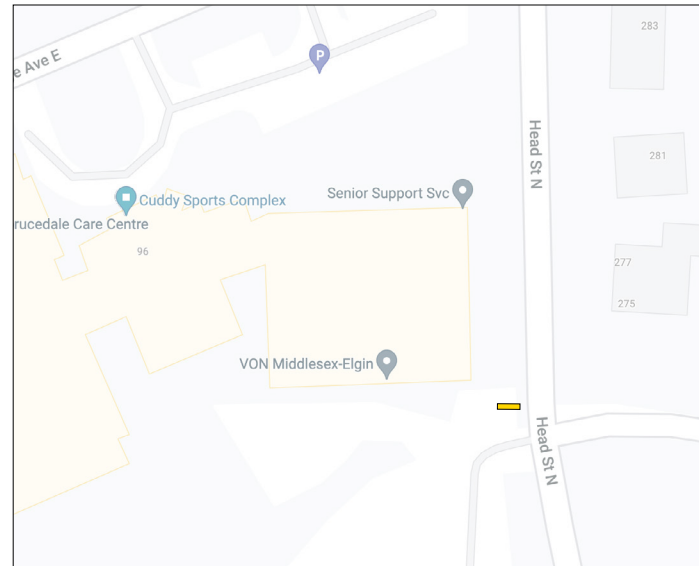 283
e Ave E
P
Head St N
281
Senior Support Svc
Cuddy Sports Complex
rucedale Care Centre
96
277
275
VON Middlesex-Elgin
Head St N